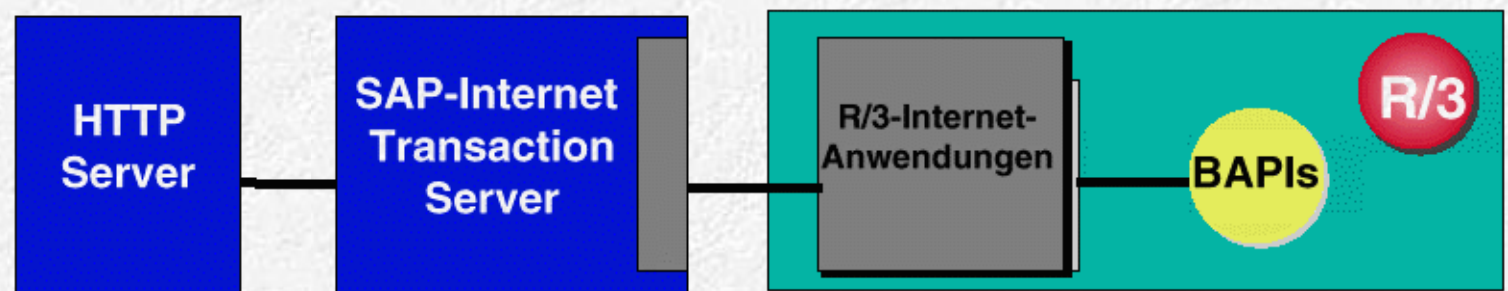 HTTP
Server
SAP-Internet
Transaction
Server
R/3-Internet-
Anwendungen
BAPIs
R/3